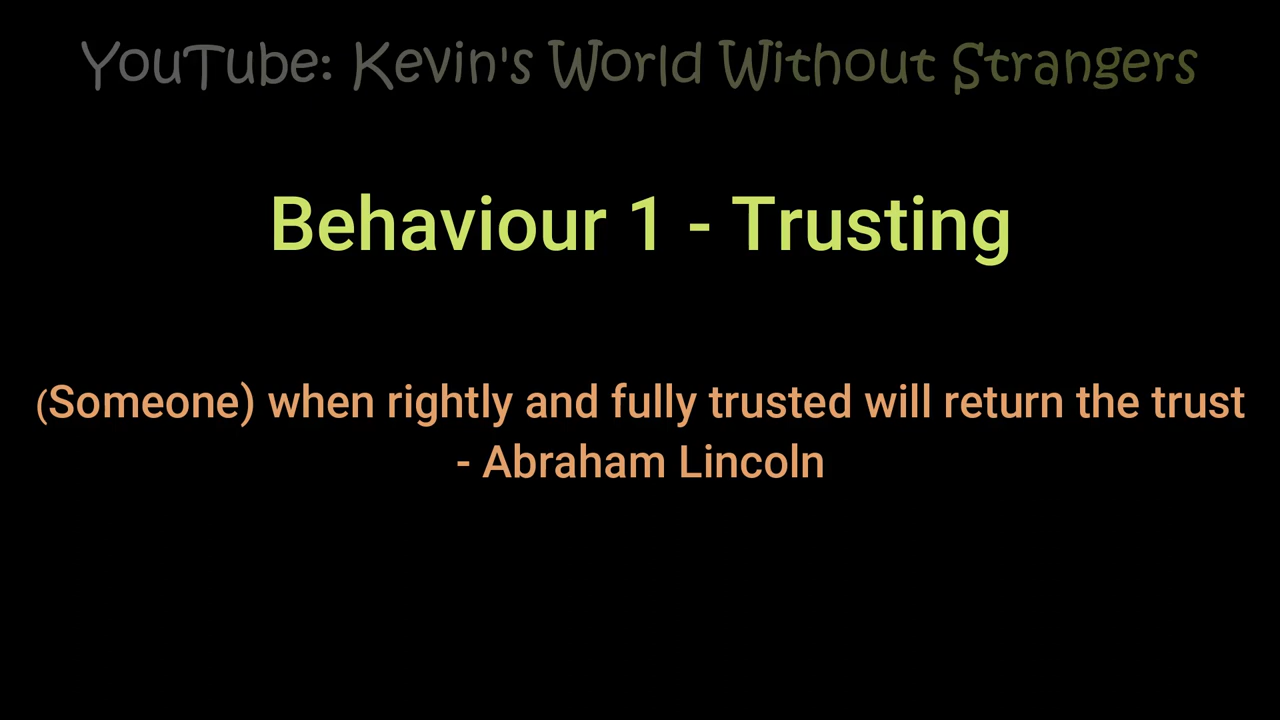 YouTube: Kevin's World Without Strangers
Behaviour 1 - Trusting
(Someone) when rightly and fully trusted will return the trust
- Abraham Lincoln